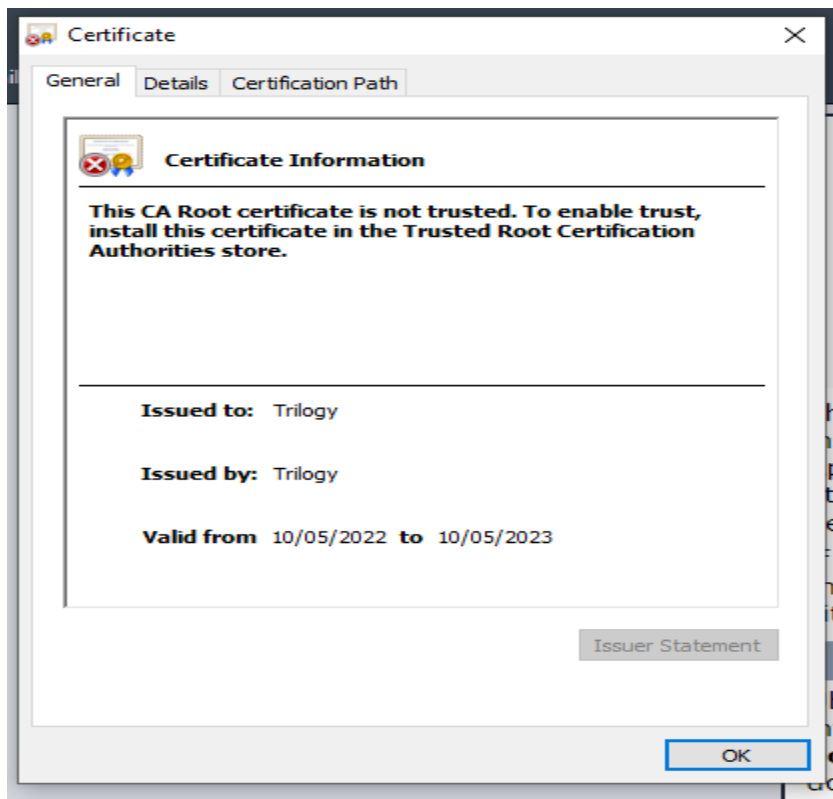 Certificate
General Details Certification Path
Certificate Information
This CA Root certificate is not trusted. To enable trust,
install this certificate in the Trusted Root Certification
Authorities store.
Issued to: Trilogy
Issued by: Trilogy
Valid from 10/05/2022 to 10/05/2023
Issuer Statement
OK